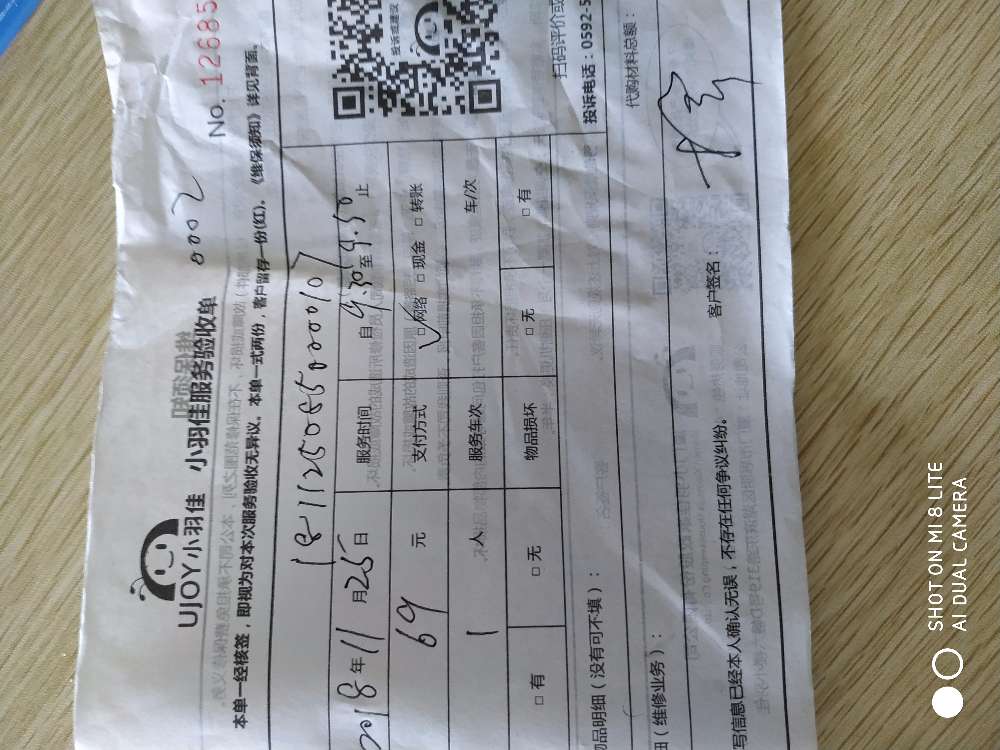 UJOY小羽佳 小羽佳服务验收单
0002
No. 12685
本单一经核签，即视为对本次服务验收无异议。本单一式两份，客户留存一份(红)。《维保须知》详见背面。
2018年11月25日 服务时间 自9:30至9:50止
69元 支付方式 ☑网络 □现金 □转账
1人 服务车次 车/次
□有 □无 物品损坏 □无 □有
投诉或建议
扫码评价或
投诉电话：0592-5
物品明细（没有可不填）：
代购材料总额：
（维修业务）：
写信息已经本人确认无误，不存在任何争议纠纷。 客户签名：
SHOT ON MI 8 LITE
AI DUAL CAMERA